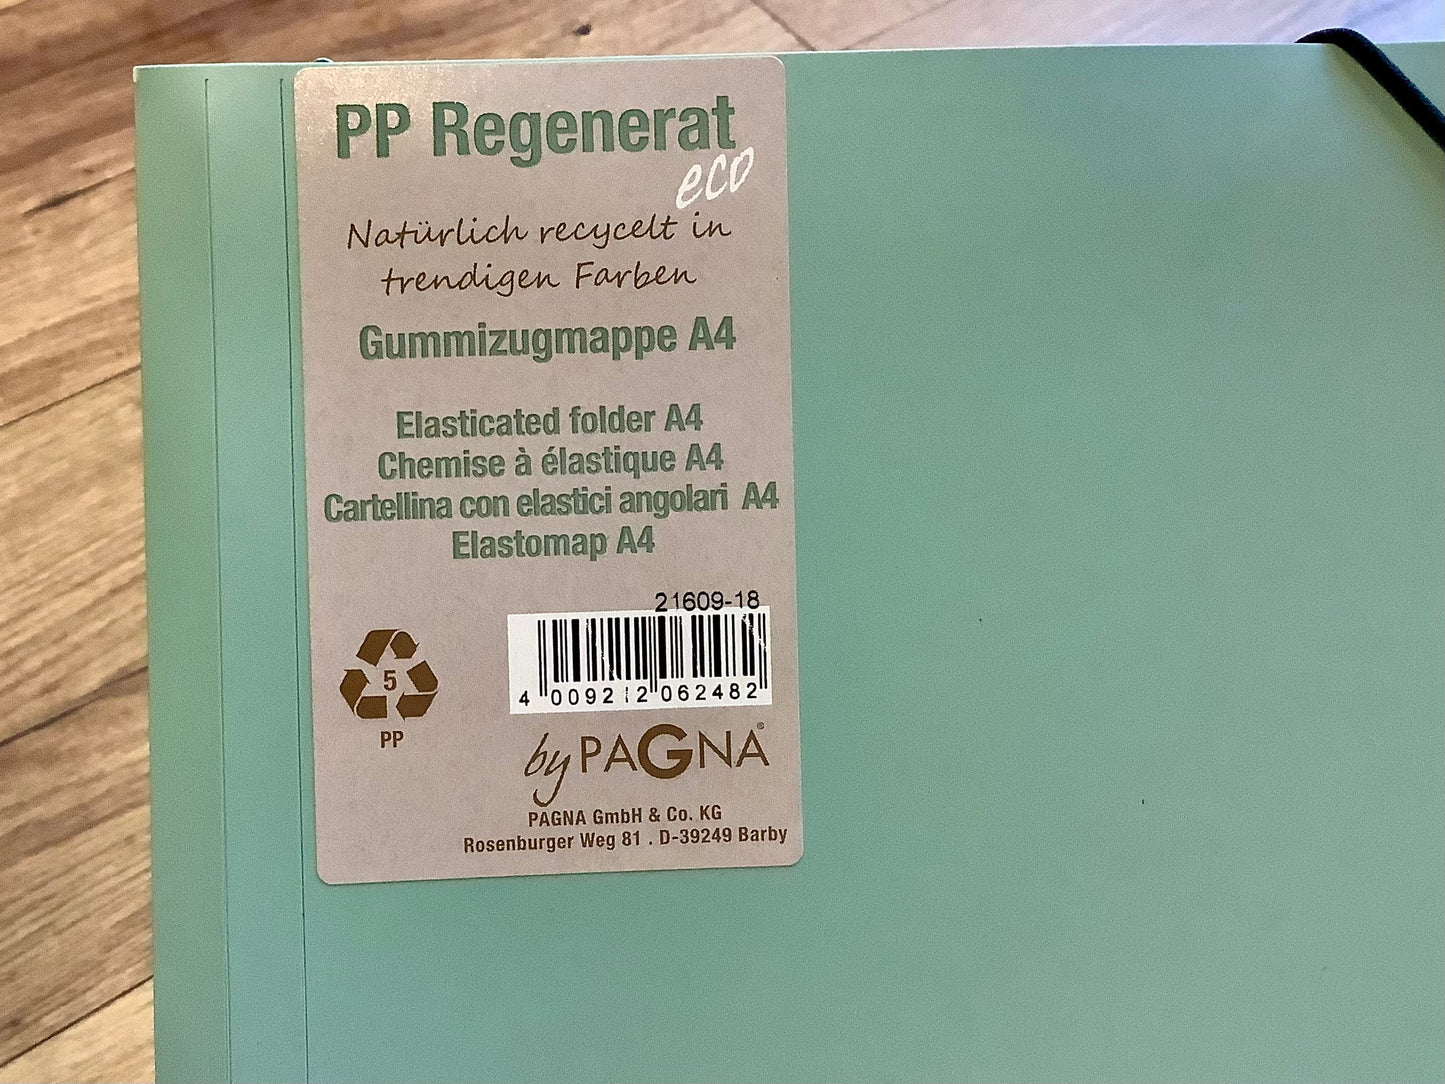 PP Regenerat
eco
Natürlich recycelt in
trendigen Farben
Gummizugmappe A4
Elasticated folder A4
Chemise à élastique A4
Cartellina con elastici angolari A4
Elastomap A4
21609-18
4 009212 062482
5
PP
by PAGNA®
PAGNA GmbH & Co. KG
Rosenburger Weg 81 . D-39249 Barby